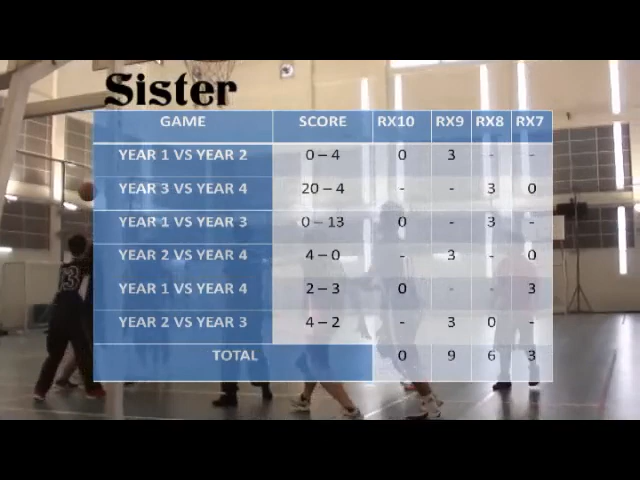 Sister
GAME SCORE RX10 RX9 RX8 RX7
YEAR 1 VS YEAR 2 0 – 4 0 3 - -
YEAR 3 VS YEAR 4 20 – 4 - - 3 0
YEAR 1 VS YEAR 3 0 – 13 0 - 3 -
YEAR 2 VS YEAR 4 4 – 0 - 3 - 0
YEAR 1 VS YEAR 4 2 – 3 0 - - 3
YEAR 2 VS YEAR 3 4 – 2 - 3 0 -
TOTAL 0 9 6 3